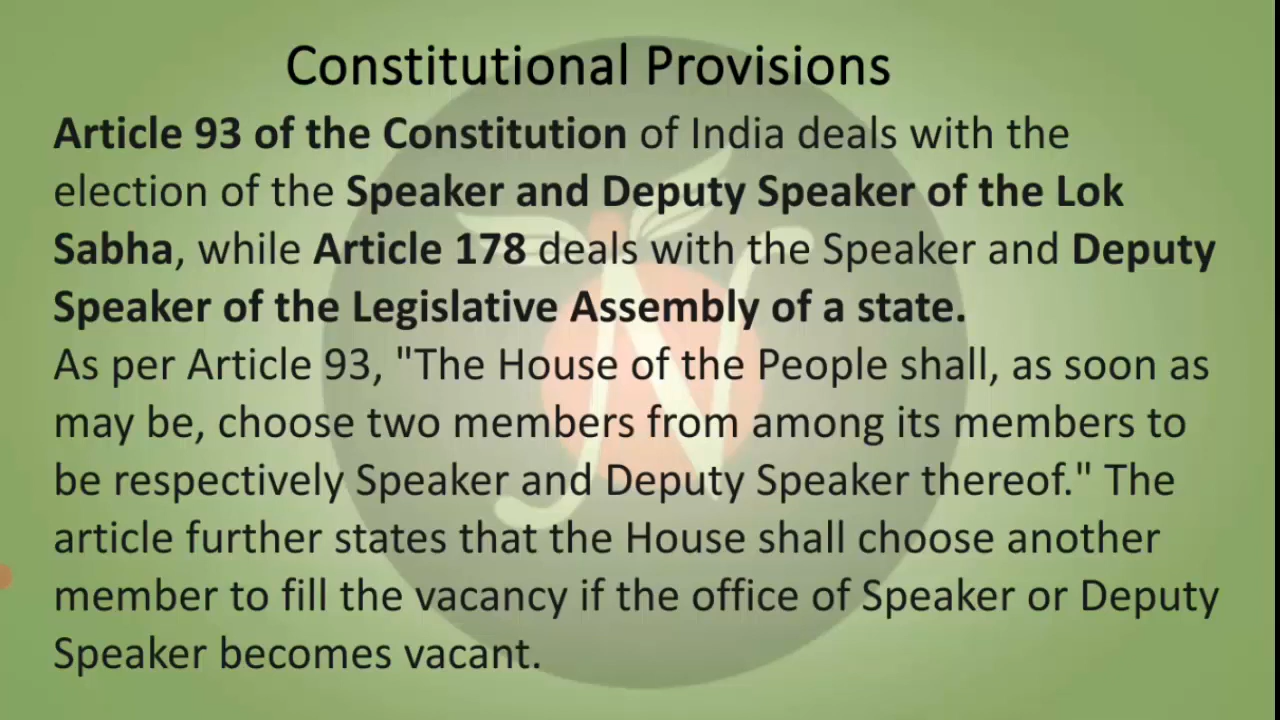 Constitutional Provisions
Article 93 of the Constitution of India deals with the
election of the Speaker and Deputy Speaker of the Lok
Sabha, while Article 178 deals with the Speaker and Deputy
Speaker of the Legislative Assembly of a state.
As per Article 93, "The House of the People shall, as soon as
may be, choose two members from among its members to
be respectively Speaker and Deputy Speaker thereof." The
article further states that the House shall choose another
member to fill the vacancy if the office of Speaker or Deputy
Speaker becomes vacant.